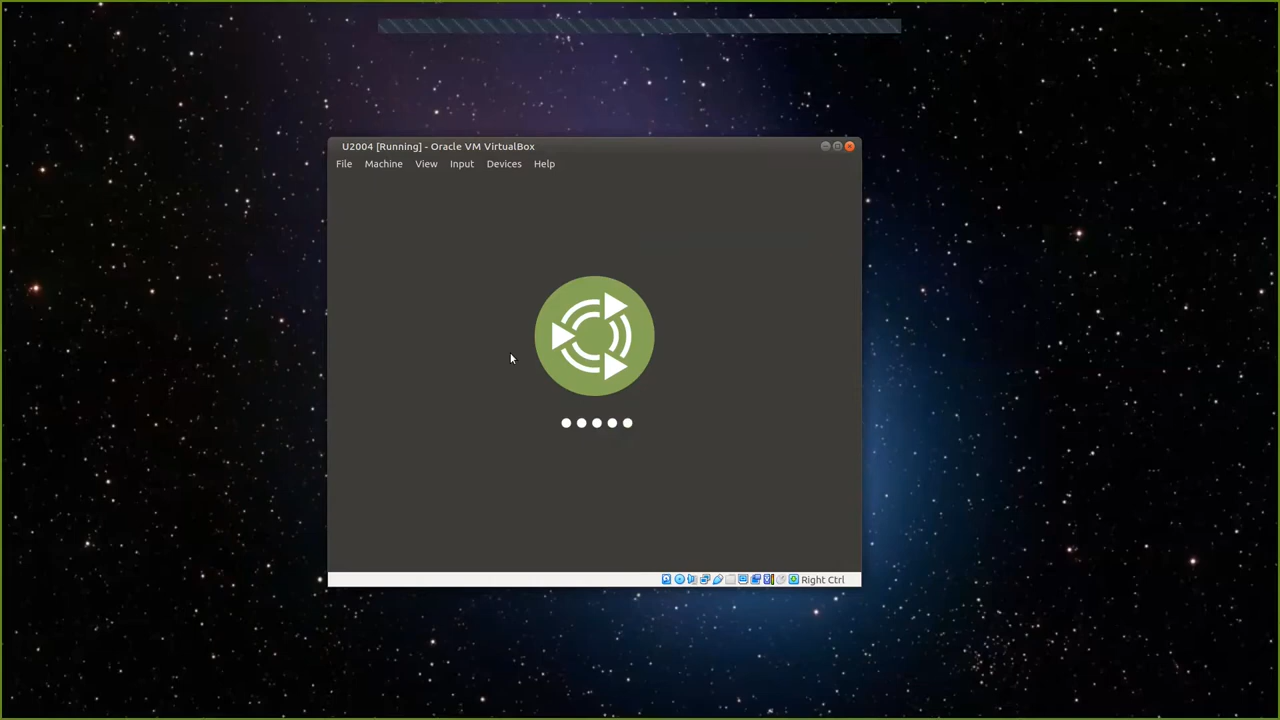 U2004 [Running] - Oracle VM VirtualBox
File Machine View Input Devices Help
Right Ctrl